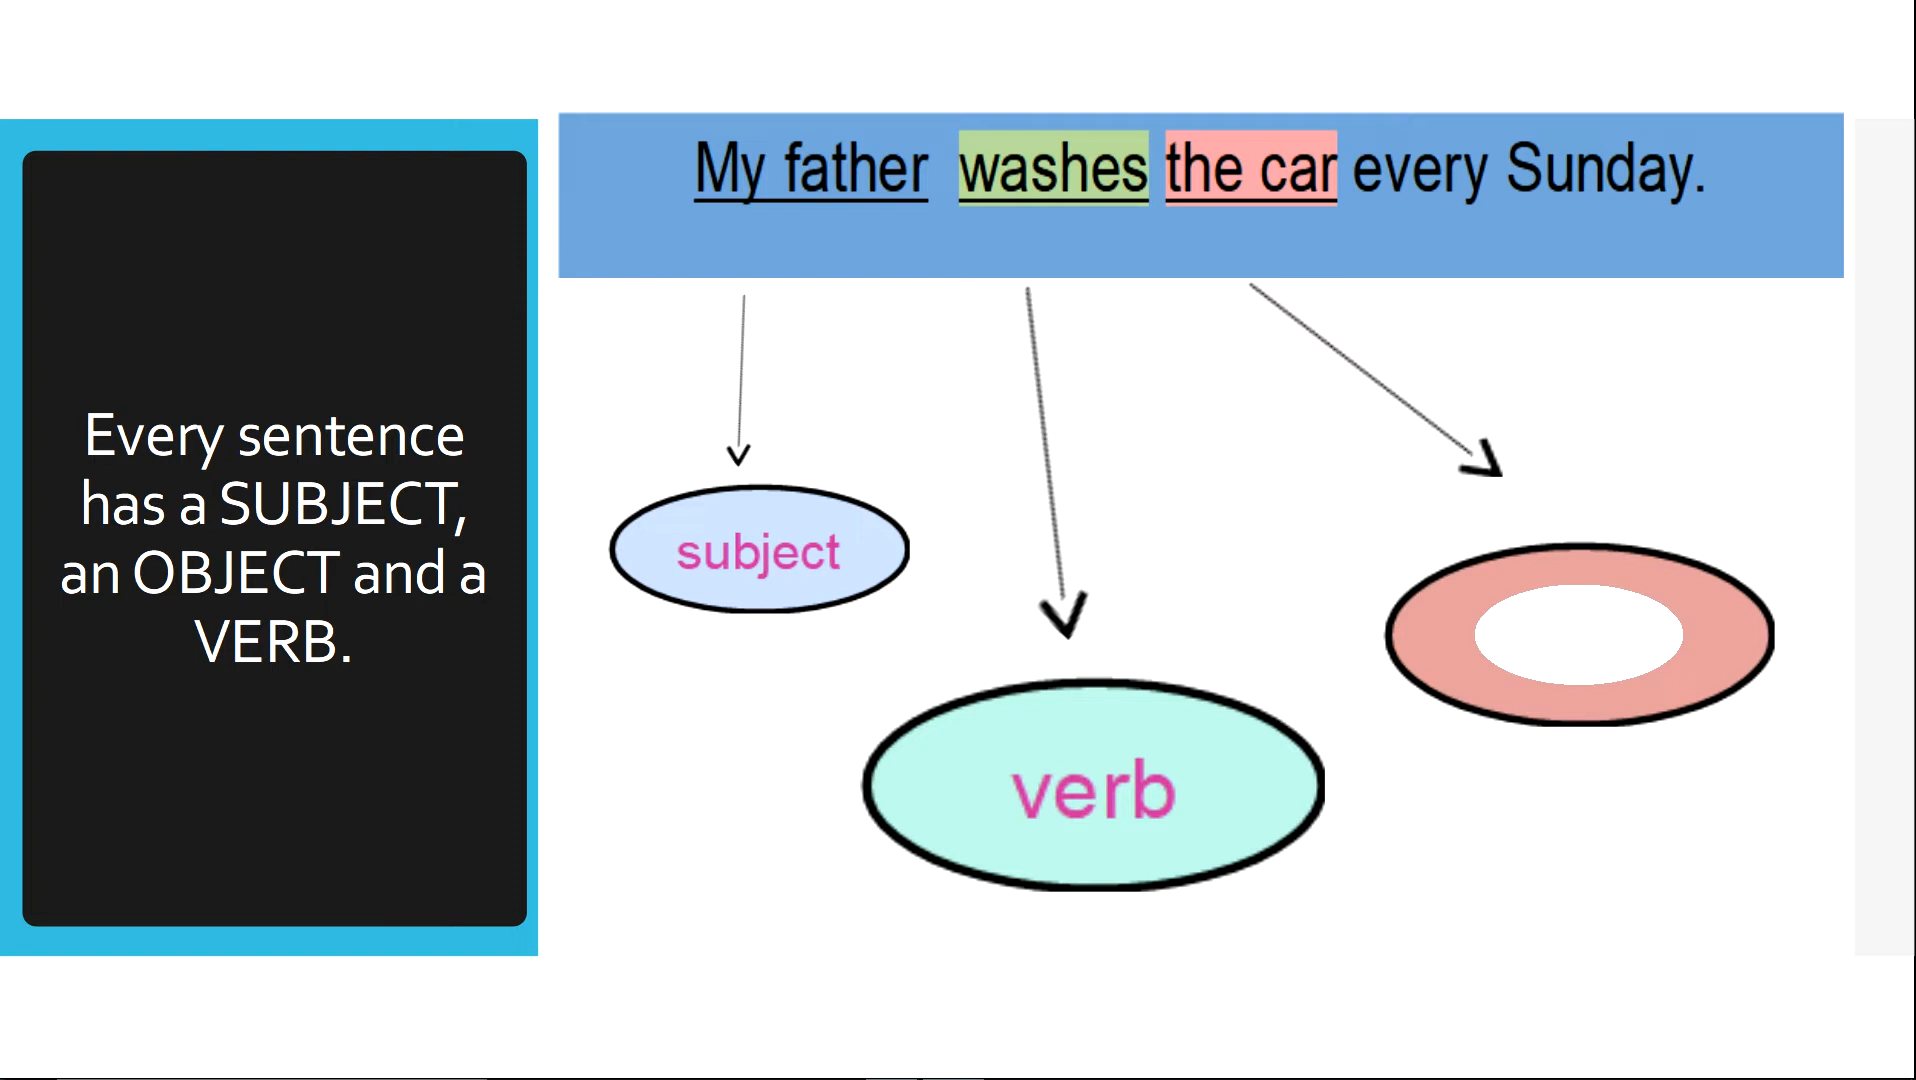 Every sentence
has a SUBJECT,
an OBJECT and a
VERB.
My father washes the car every Sunday.
subject
verb